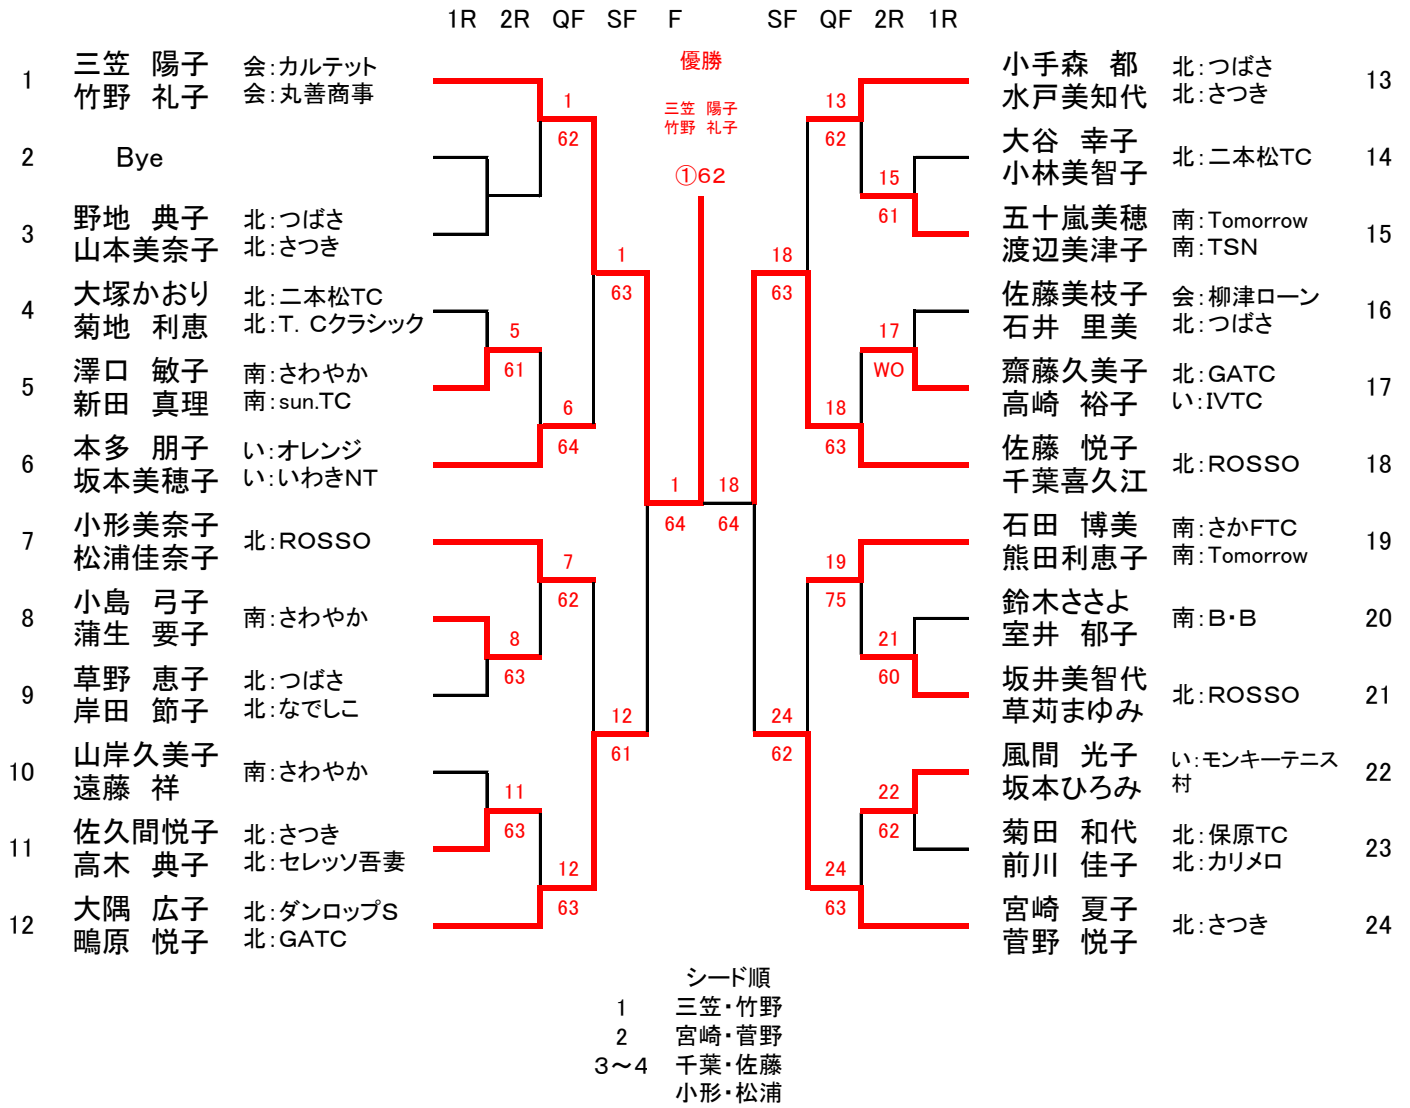 1R 2R QF SF F SF QF 2R 1R
優勝
三笠 陽子
竹野 礼子
①62
1 三笠 陽子 会:カルテット
竹野 礼子 会:丸善商事
2 Bye
3 野地 典子 北:つばさ
山本美奈子 北:さつき
4 大塚かおり 北:二本松TC
菊地 利恵 北:T.Cクラシック
5 澤口 敏子 南:さわやか
新田 真理 南:sun.TC
6 本多 朋子 い:オレンジ
坂本美穂子 い:いわきNT
7 小形美奈子 北:ROSSO
松浦佳奈子
8 小島 弓子 南:さわやか
蒲生 要子
9 草野 恵子 北:つばさ
岸田 節子 北:なでしこ
10 山岸久美子 南:さわやか
遠藤 祥
11 佐久間悦子 北:さつき
高木 典子 北:セレッソ吾妻
12 大隅 広子 北:ダンロップS
鴫原 悦子 北:GATC
5
61
8
63
11
63
1
62
6
64
7
62
12
63
1
63
12
61
1
64
18
64
18
63
24
62
13
62
18
63
19
75
24
63
15
61
17
WO
21
60
22
62
小手森 都 北:つばさ 13
水戸美知代 北:さつき
大谷 幸子 北:二本松TC 14
小林美智子
五十嵐美穂 南:Tomorrow 15
渡辺美津子 南:TSN
佐藤美枝子 会:柳津ローン 16
石井 里美 北:つばさ
齋藤久美子 北:GATC 17
高崎 裕子 い:IVTC
佐藤 悦子 北:ROSSO 18
千葉喜久江
石田 博美 南:さかFTC 19
熊田利恵子 南:Tomorrow
鈴木ささよ 南:B・B 20
室井 郁子
坂井美智代 北:ROSSO 21
草苅まゆみ
風間 光子 い:モンキーテニス 22
坂本ひろみ 村
菊田 和代 北:保原TC 23
前川 佳子 北:カリメロ
宮崎 夏子 北:さつき 24
菅野 悦子
シード順
1 三笠・竹野
2 宮崎・菅野
3～4 千葉・佐藤
小形・松浦